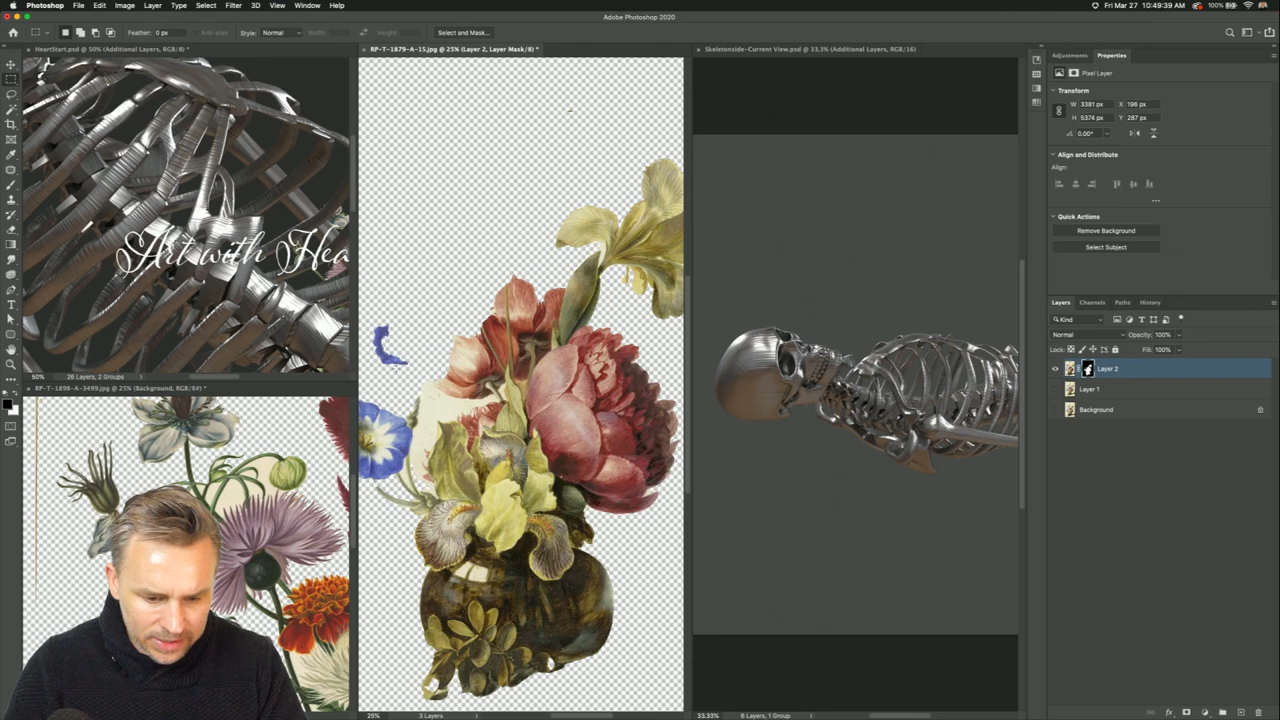 Photoshop File Edit Image Layer Type Select Filter 3D View Window Help 100% Fri Mar 27 10:49:39 AM
Adobe Photoshop 2020
Feather: 0 px Anti-alias Style: Normal Width: Height: Select and Mask...
HeartStart.psd @ 50% (Additional Layers, RGB/8) *
RP-T-1879-A-15.jpg @ 25% (Layer 2, Layer Mask/8) *
Skeletonside-Current View.psd @ 33.3% (Additional Layers, RGB/16)
Adjustments Properties
Pixel Layer
Transform
W 3381 px X 196 px
H 5374 px Y 287 px
0.00°
Align and Distribute
Align:
Quick Actions
Remove Background
Select Subject
Art with Hea
50% 26 Layers, 2 Groups
RP-T-1898-A-3499.jpg @ 25% (Background, RGB/8#) *
Layers Channels Paths History
Kind
Normal Opacity: 100%
Lock: Fill: 100%
Layer 2
Layer 1
Background
25% 3 Layers
33.33% 6 Layers, 1 Group